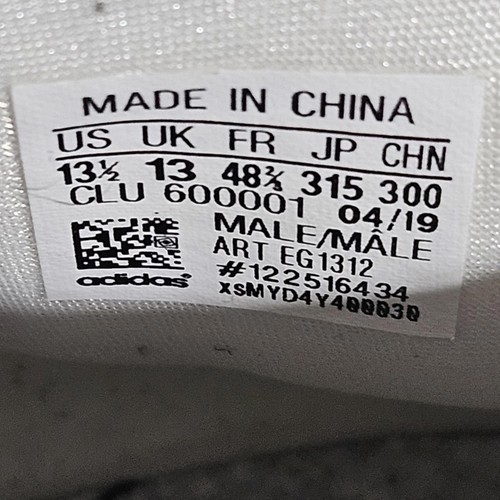 MADE IN CHINA
US UK FR JP CHN
13½ 13 48⅔ 315 300
CLU 600001 04/19
MALE/MÂLE
ART EG1312
#122516434
adidas®
XSMYD4Y400030